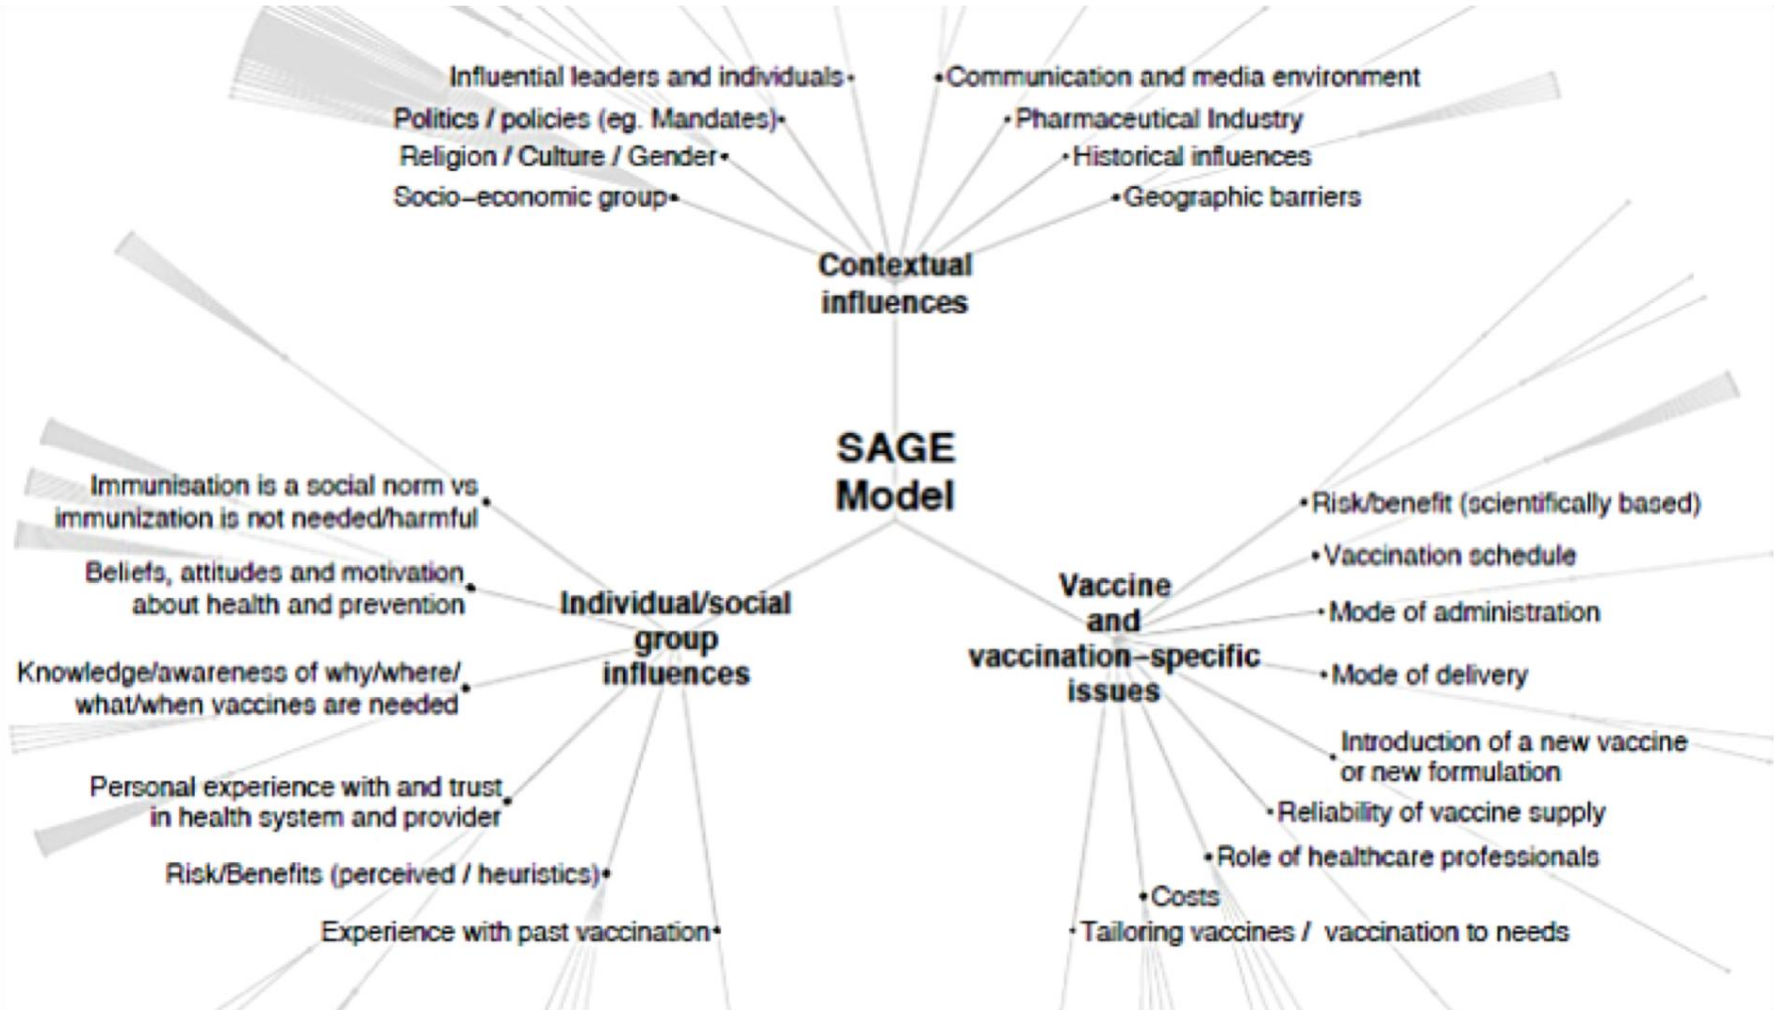 Influential leaders and individuals
Politics / policies (eg. Mandates)
Religion / Culture / Gender
Socio–economic group
Communication and media environment
Pharmaceutical Industry
Historical influences
Geographic barriers
Contextual
influences
SAGE
Model
Immunisation is a social norm vs
immunization is not needed/harmful
Beliefs, attitudes and motivation
about health and prevention
Knowledge/awareness of why/where/
what/when vaccines are needed
Personal experience with and trust
in health system and provider
Risk/Benefits (perceived / heuristics)
Experience with past vaccination
Individual/social
group
influences
Vaccine
and
vaccination–specific
issues
Risk/benefit (scientifically based)
Vaccination schedule
Mode of administration
Mode of delivery
Introduction of a new vaccine
or new formulation
Reliability of vaccine supply
Role of healthcare professionals
Costs
Tailoring vaccines / vaccination to needs